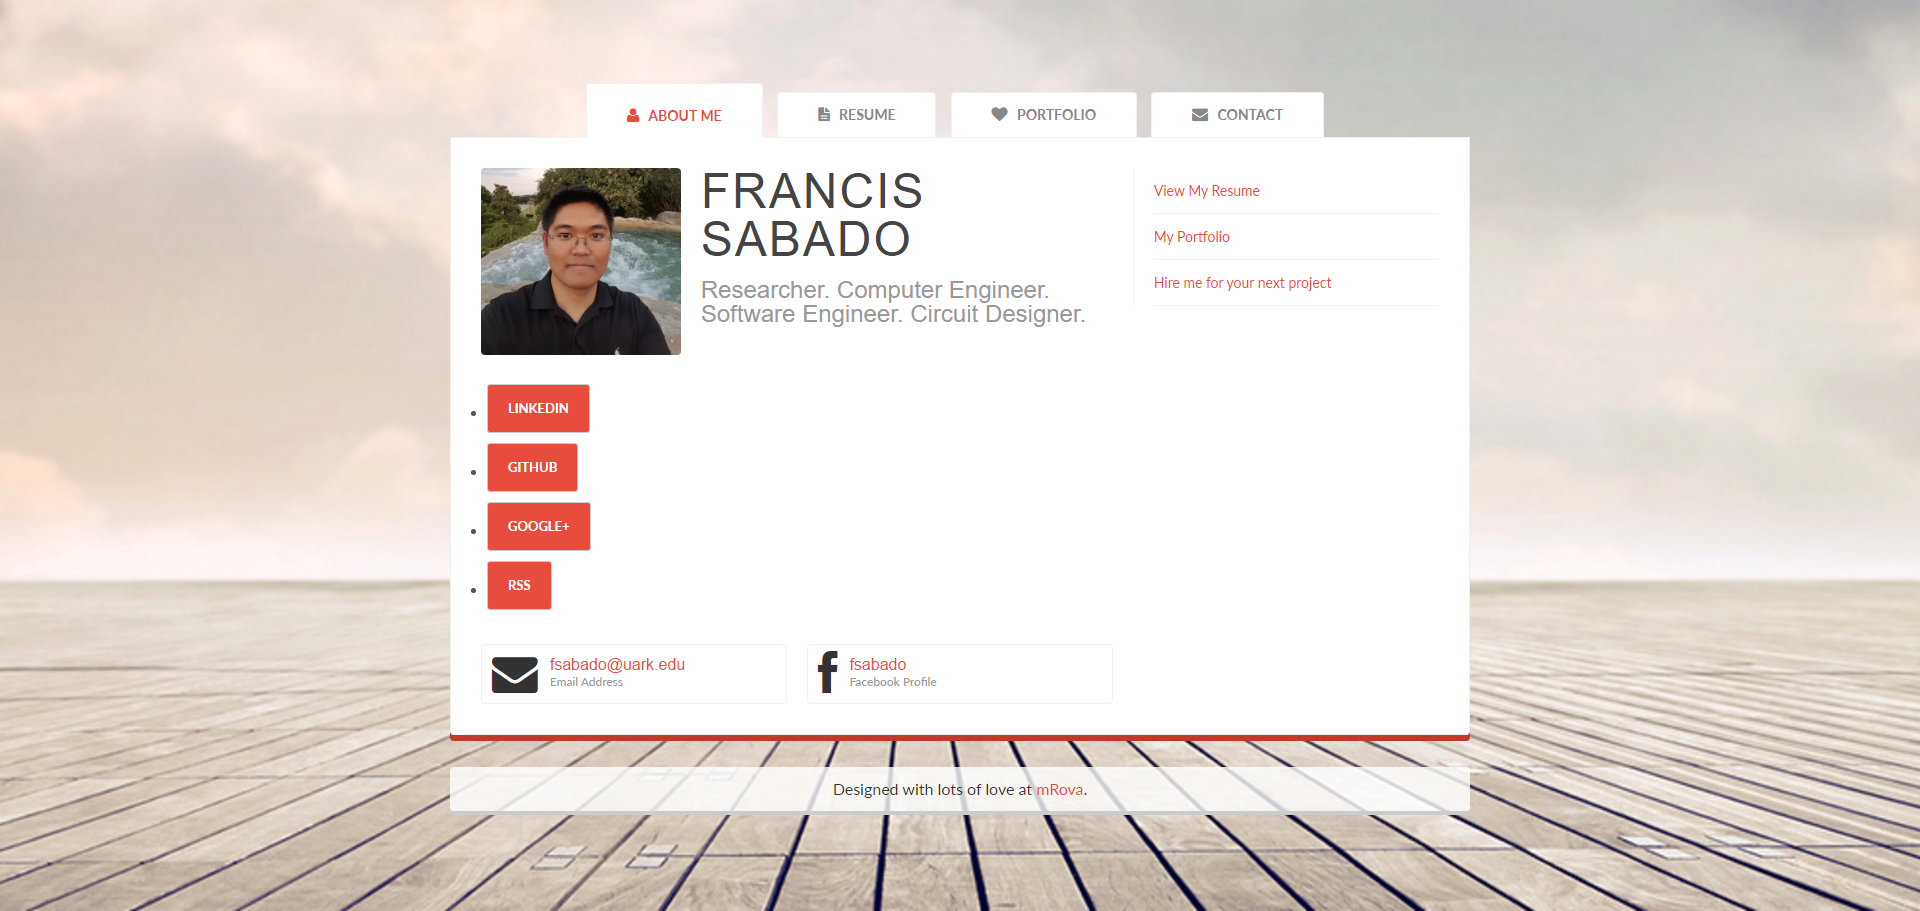 ABOUT ME
RESUME
PORTFOLIO
CONTACT
FRANCIS
SABADO
Researcher. Computer Engineer.
Software Engineer. Circuit Designer.
View My Resume
My Portfolio
Hire me for your next project
LINKEDIN
GITHUB
GOOGLE+
RSS
fsabado@uark.edu
Email Address
fsabado
Facebook Profile
Designed with lots of love at mRova.